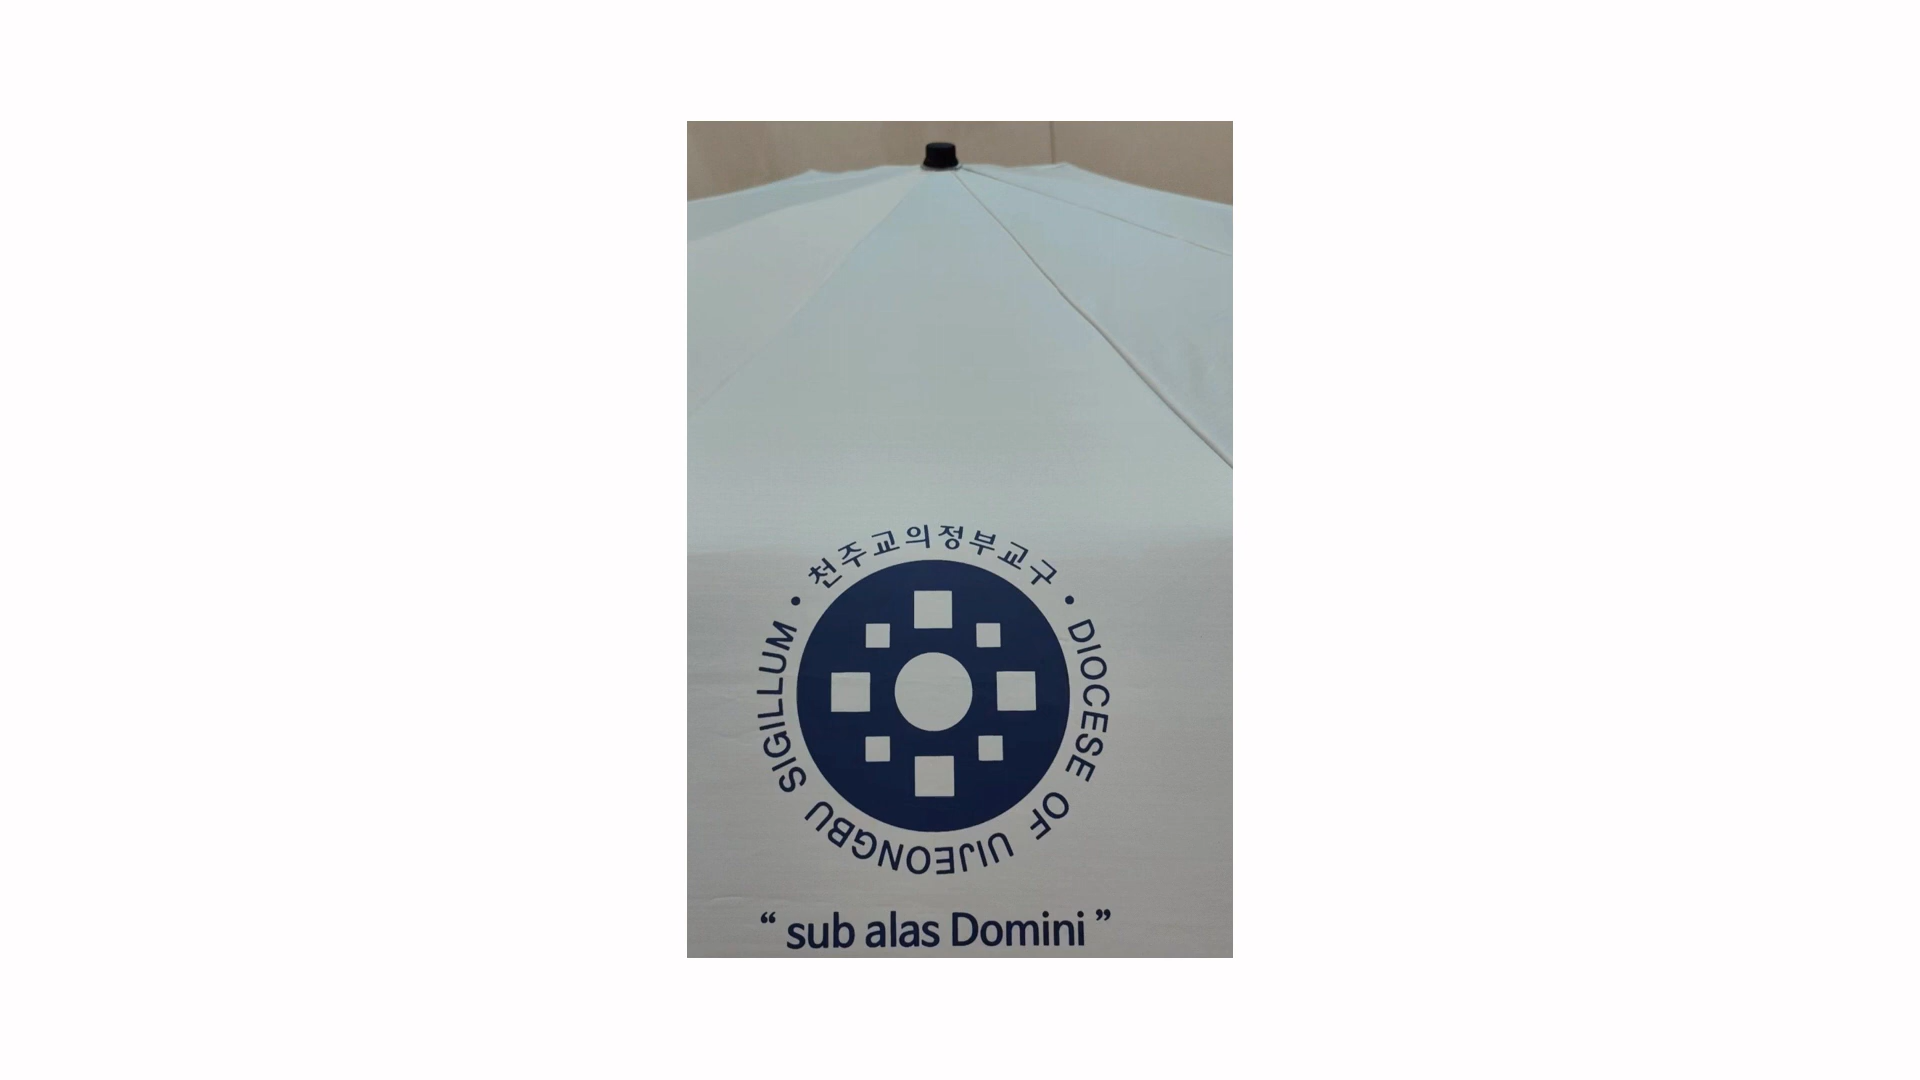 천주교의정부교구
• DIOCESE OF UIJEONGBU SIGILLUM •
“ sub alas Domini ”